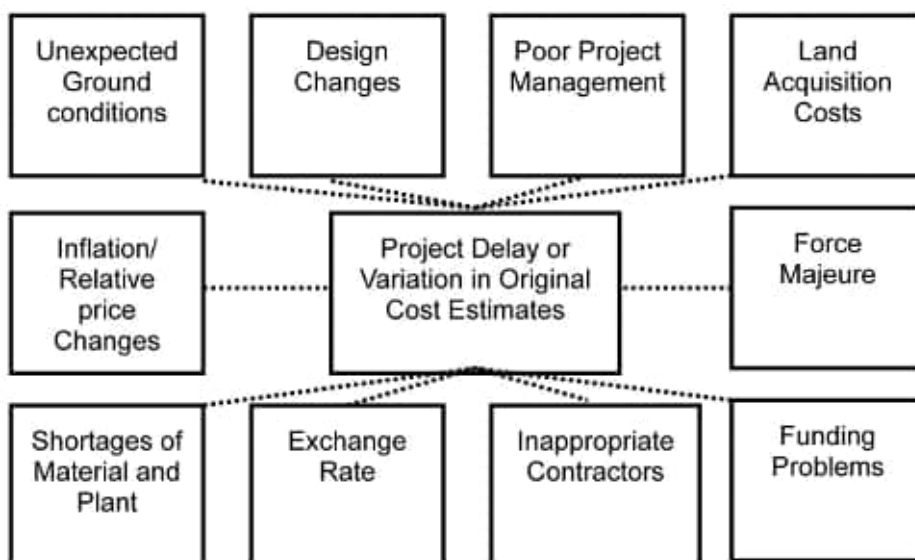 Unexpected
Ground
conditions
Design
Changes
Poor Project
Management
Land
Acquisition
Costs
Inflation/
Relative
price
Changes
Project Delay or
Variation in Original
Cost Estimates
Force
Majeure
Shortages of
Material and
Plant
Exchange
Rate
Inappropriate
Contractors
Funding
Problems